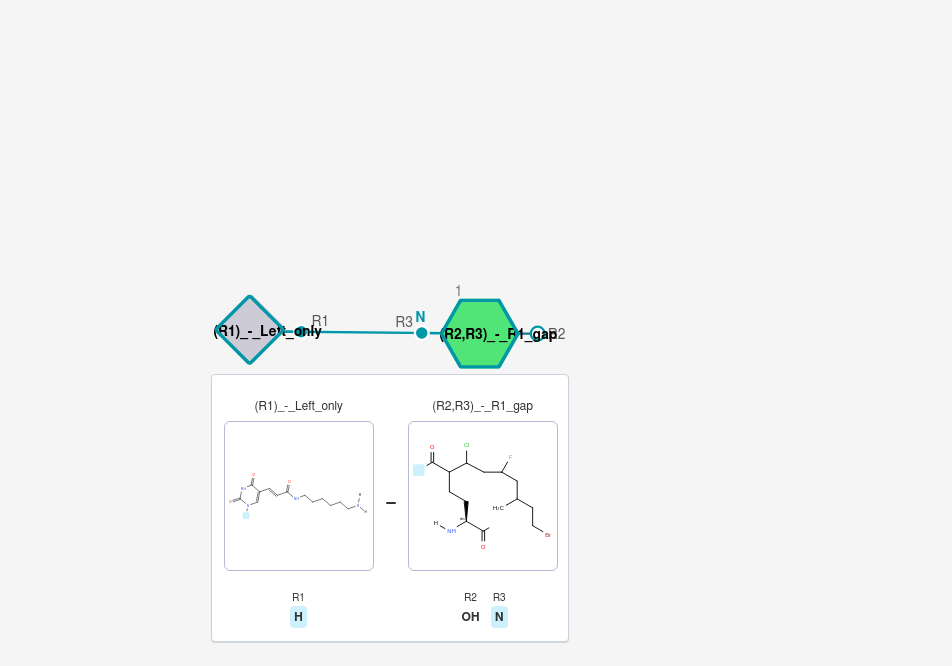 1
R1
R3
N
(R1)_-_Left_only
(R2,R3)_-_R1_gap
R2
(R1)_-_Left_only
(R2,R3)_-_R1_gap
O
NH
O
O
N
O
NH
N
H
H
–
O
Cl
F
H₃C
Br
H
NH
O
R1
H
R2
R3
OH
N